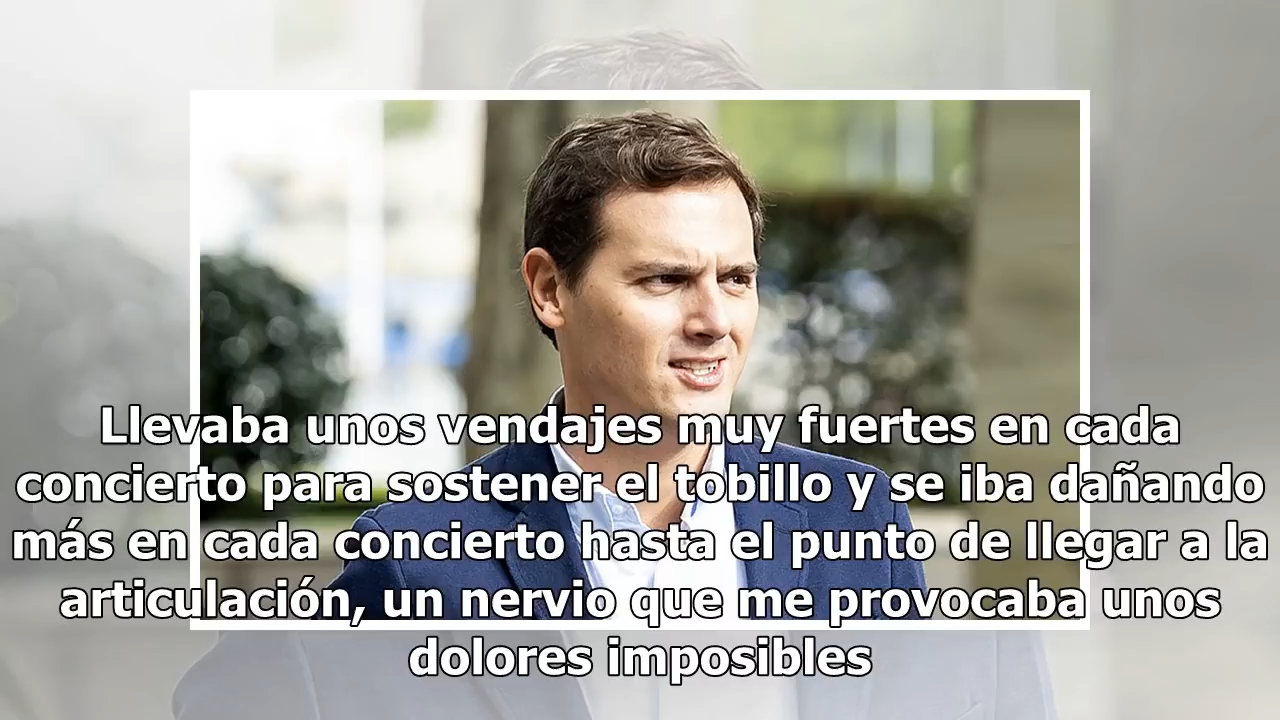 Llevaba unos vendajes muy fuertes en cada
concierto para sostener el tobillo y se iba dañando
más en cada concierto hasta el punto de llegar a la
articulación, un nervio que me provocaba unos
dolores imposibles